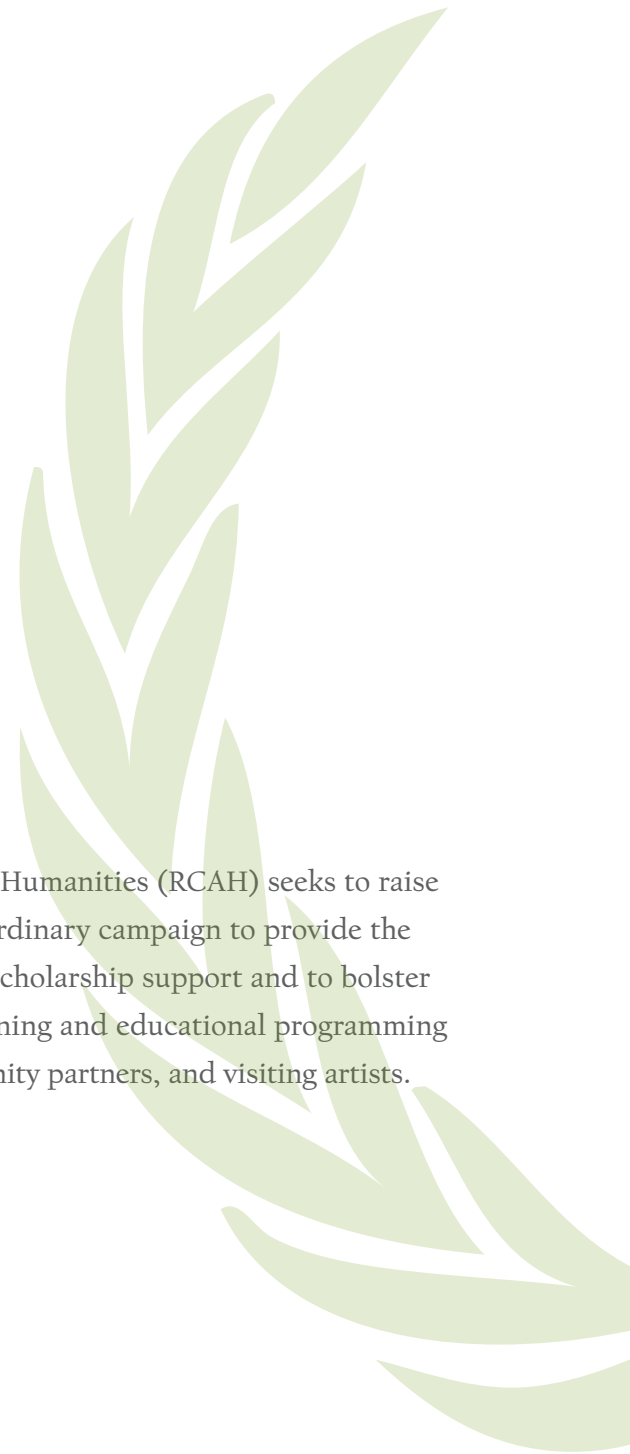 Humanities (RCAH) seeks to raise
rdinary campaign to provide the
cholarship support and to bolster
ning and educational programming
nity partners, and visiting artists.